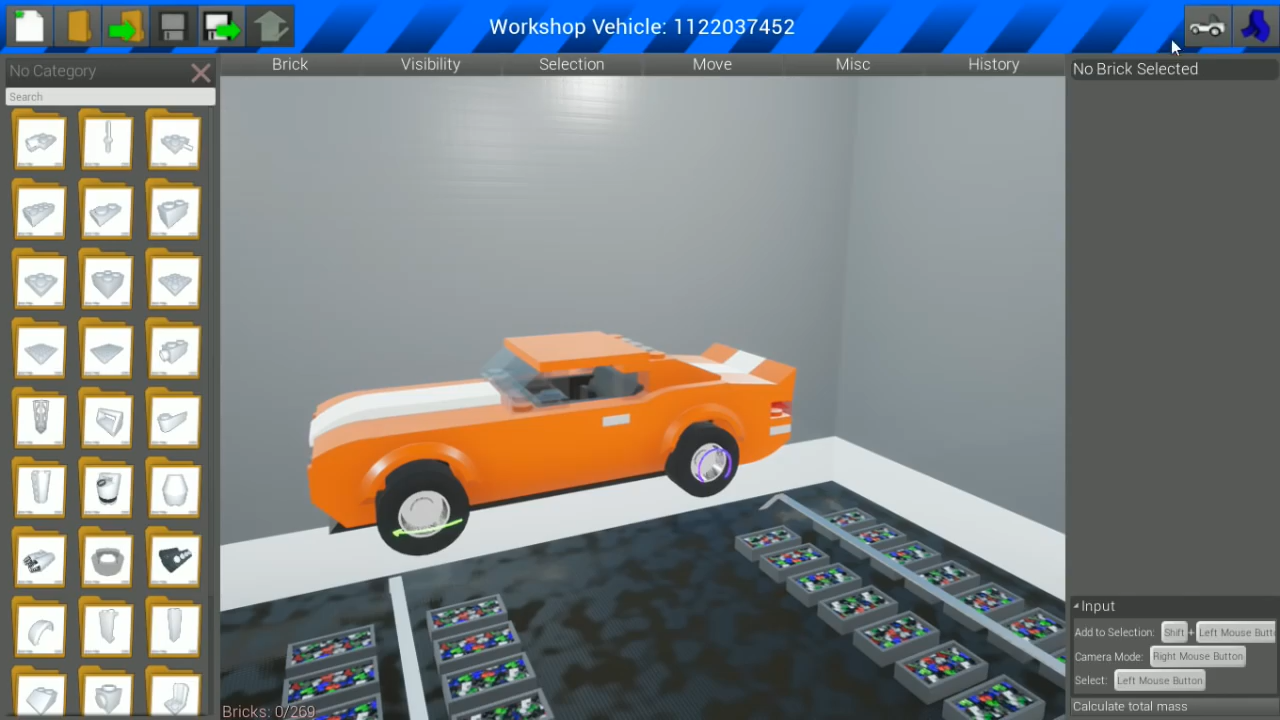 Workshop Vehicle: 1122037452
No Category
Search
Brick
Visibility
Selection
Move
Misc
History
No Brick Selected
Input
Add to Selection: Shift + Left Mouse Butt
Camera Mode: Right Mouse Button
Select: Left Mouse Button
Calculate total mass
Bricks: 0/269